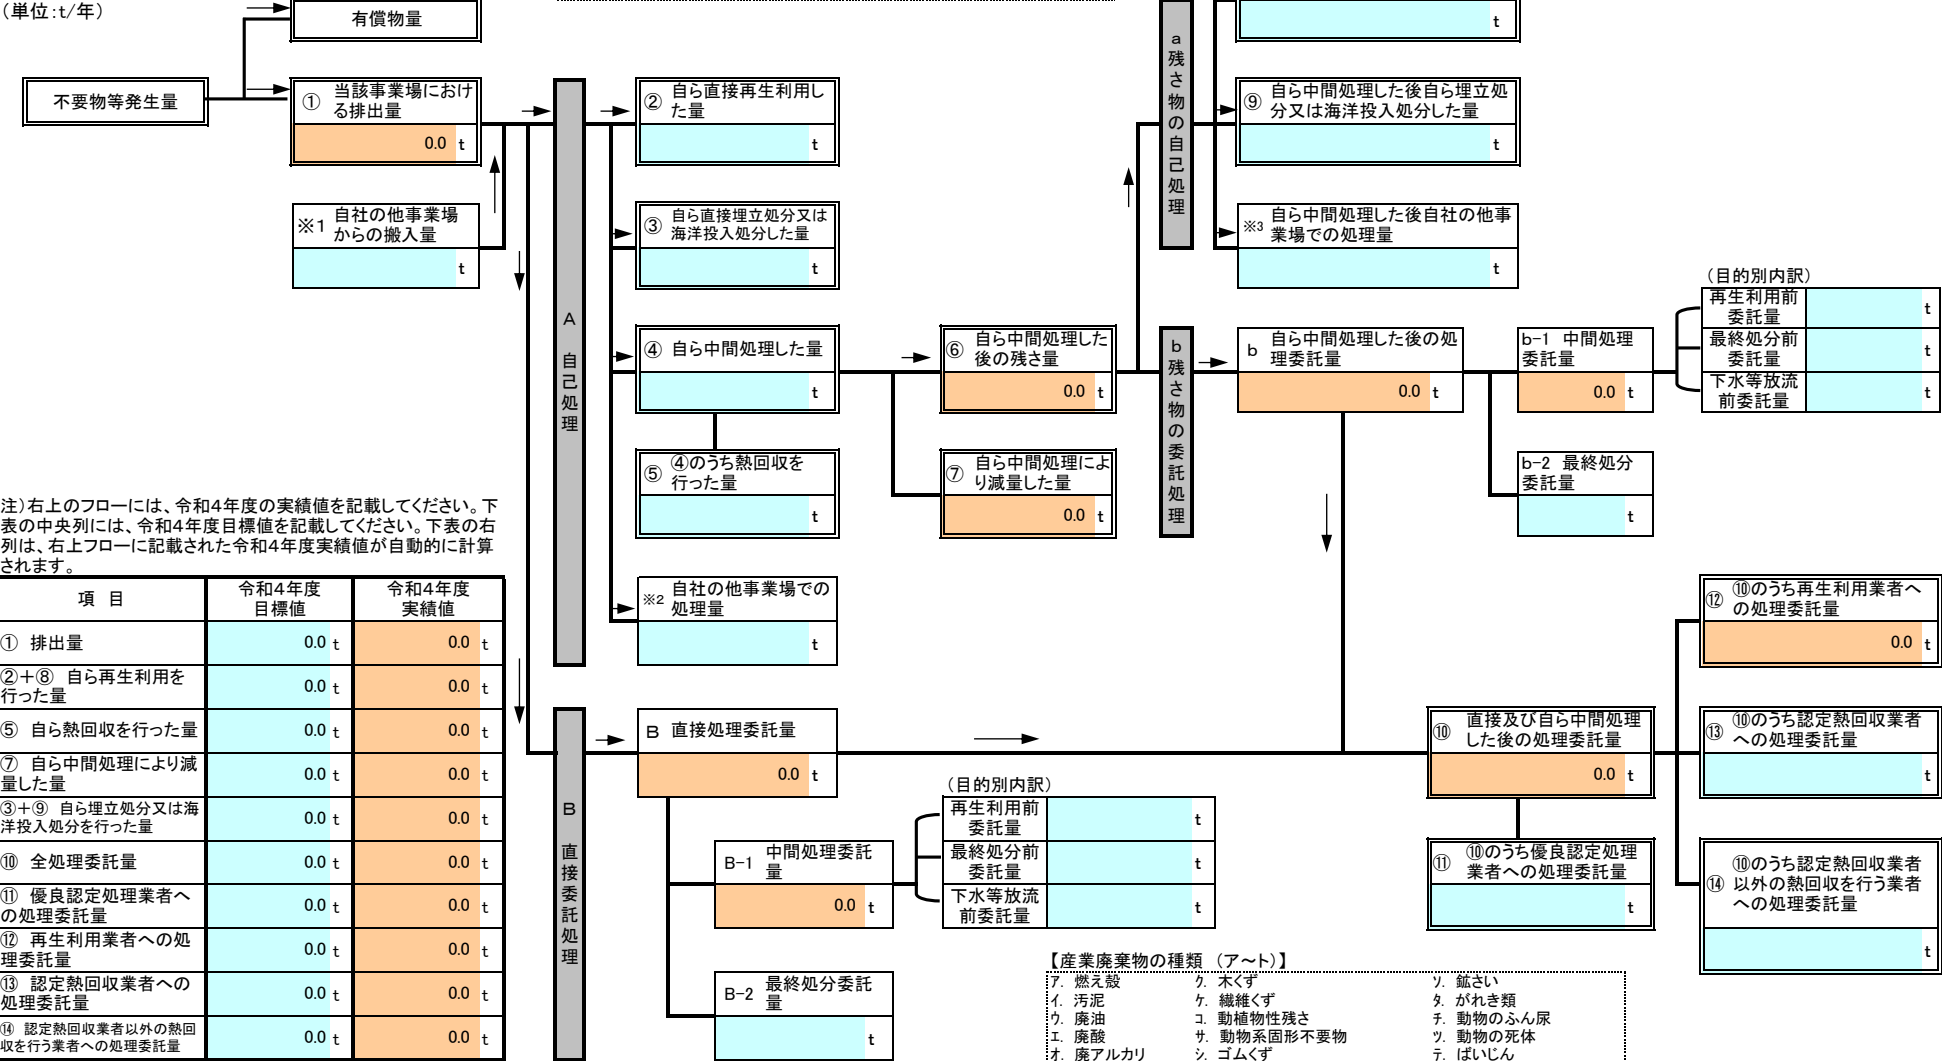 (単位:t/年)
有償物量
不要物等発生量
① 当該事業場におけ
る排出量
0.0 t
※1 自社の他事業場
からの搬入量
t
A 自己処理
② 自ら直接再生利用し
た量
t
③ 自ら直接埋立処分又は
海洋投入処分した量
t
④ 自ら中間処理した量
t
⑤ ④のうち熱回収を
行った量
t
※2 自社の他事業場での
処理量
t
⑥ 自ら中間処理した
後の残さ量
0.0 t
⑦ 自ら中間処理によ
り減量した量
0.0 t
a 残さ物の自己処理
t
⑨ 自ら中間処理した後自ら埋立処
分又は海洋投入処分した量
t
※3 自ら中間処理した後自社の他事
業場での処理量
t
b 残さ物の委託処理
b 自ら中間処理した後の処
理委託量
0.0 t
b-1 中間処理
委託量
0.0 t
b-2 最終処分
委託量
t
(目的別内訳)
再生利用前
委託量
t
最終処分前
委託量
t
下水等放流
前委託量
t
注)右上のフローには、令和4年度の実績値を記載してください。下
表の中央列には、令和4年度目標値を記載してください。下表の右
列は、右上フローに記載された令和4年度実績値が自動的に計算
されます。
項 目
令和4年度
目標値
令和4年度
実績値
① 排出量
0.0 t 0.0 t
②+⑧ 自ら再生利用を
行った量
0.0 t 0.0 t
⑤ 自ら熱回収を行った量
0.0 t 0.0 t
⑦ 自ら中間処理により減
量した量
0.0 t 0.0 t
③+⑨ 自ら埋立処分又は海
洋投入処分を行った量
0.0 t 0.0 t
⑩ 全処理委託量
0.0 t 0.0 t
⑪ 優良認定処理業者へ
の処理委託量
0.0 t 0.0 t
⑫ 再生利用業者への処
理委託量
0.0 t 0.0 t
⑬ 認定熱回収業者への
処理委託量
0.0 t 0.0 t
⑭ 認定熱回収業者以外の熱回
収を行う業者への処理委託量
0.0 t 0.0 t
B 直接委託処理
B 直接処理委託量
0.0 t
B-1 中間処理委託
量
0.0 t
B-2 最終処分委託
量
t
(目的別内訳)
再生利用前
委託量
t
最終処分前
委託量
t
下水等放流
前委託量
t
⑩ 直接及び自ら中間処理
した後の処理委託量
0.0 t
⑪ ⑩のうち優良認定処理
業者への処理委託量
t
⑫ ⑩のうち再生利用業者へ
の処理委託量
0.0 t
⑬ ⑩のうち認定熱回収業者
への処理委託量
t
⑭ ⑩のうち認定熱回収業者
以外の熱回収を行う業者
への処理委託量
t
【産業廃棄物の種類 (ア~ト)】
ア. 燃え殻 ク. 木くず ソ. 鉱さい
イ. 汚泥 ケ. 繊維くず タ. がれき類
ウ. 廃油 コ. 動植物性残さ チ. 動物のふん尿
エ. 廃酸 サ. 動物系固形不要物 ツ. 動物の死体
オ. 廃アルカリ シ. ゴムくず テ. ばいじん